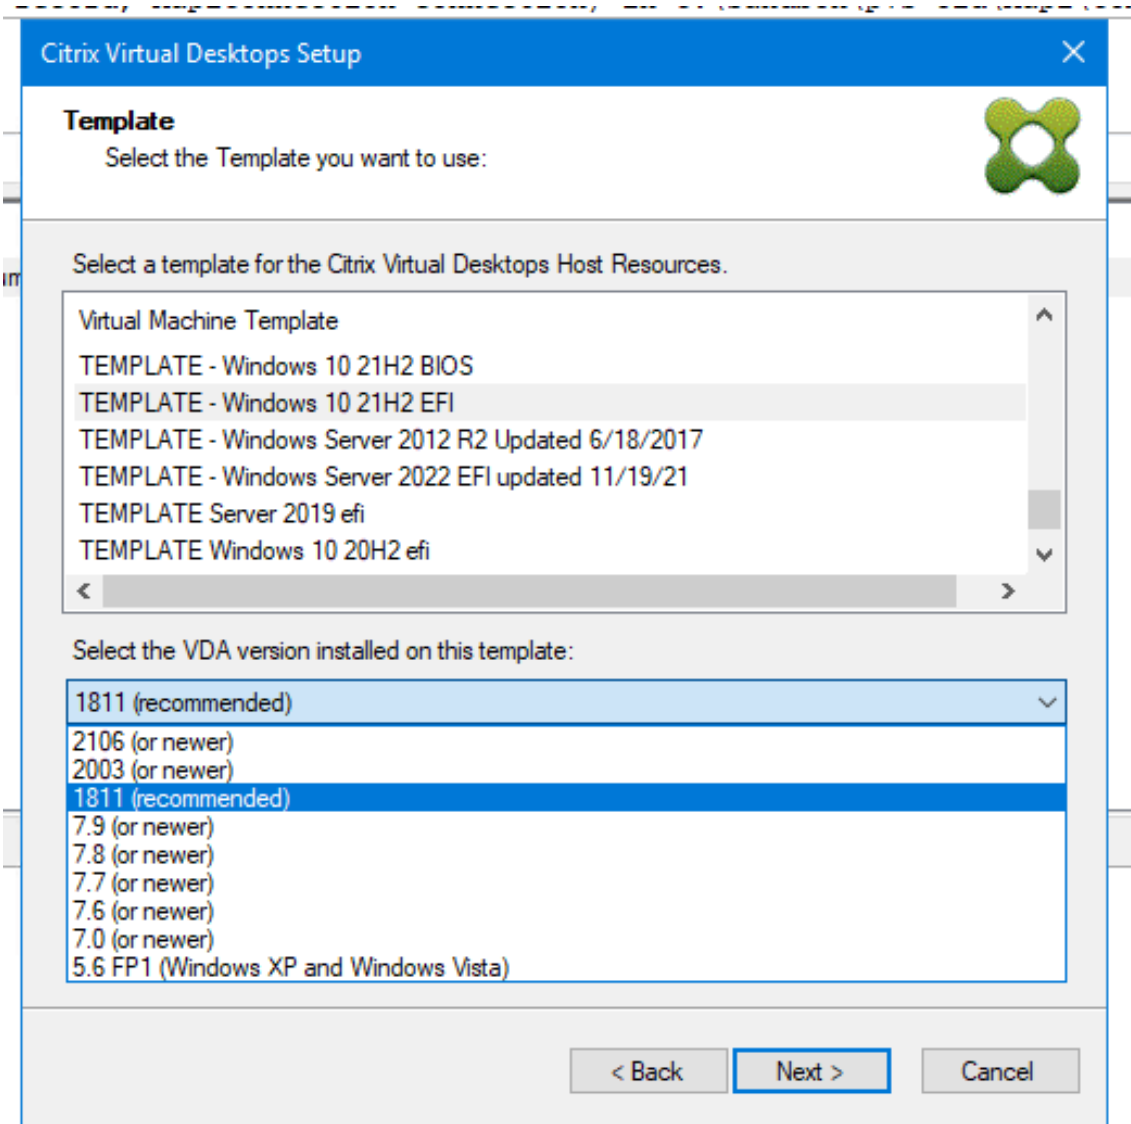 Citrix Virtual Desktops Setup
Template
Select the Template you want to use:
Select a template for the Citrix Virtual Desktops Host Resources.
Virtual Machine Template
TEMPLATE - Windows 10 21H2 BIOS
TEMPLATE - Windows 10 21H2 EFI
TEMPLATE - Windows Server 2012 R2 Updated 6/18/2017
TEMPLATE - Windows Server 2022 EFI updated 11/19/21
TEMPLATE Server 2019 efi
TEMPLATE Windows 10 20H2 efi
Select the VDA version installed on this template:
1811 (recommended)
2106 (or newer)
2003 (or newer)
1811 (recommended)
7.9 (or newer)
7.8 (or newer)
7.7 (or newer)
7.6 (or newer)
7.0 (or newer)
5.6 FP1 (Windows XP and Windows Vista)
< Back Next > Cancel